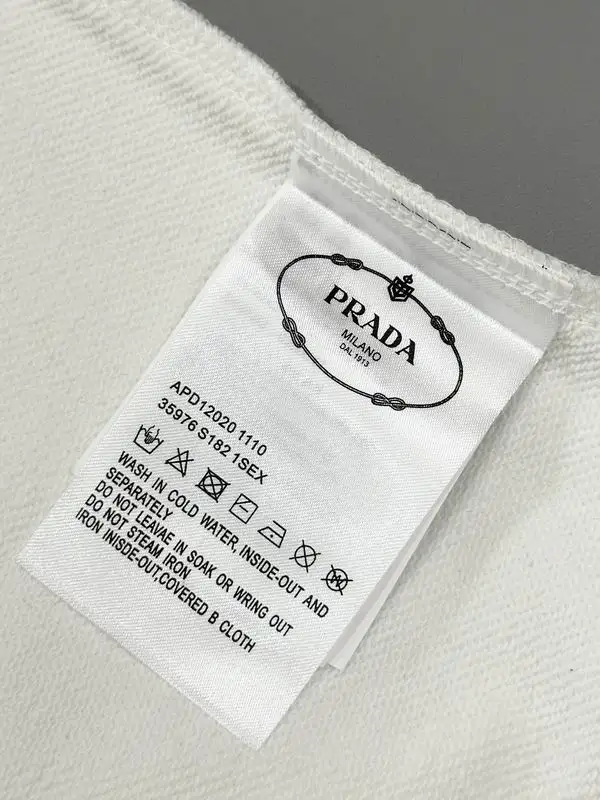 PRADA
MILANO
DAL 1913
APD12020 1110
35976 S182 1SEX
WASH IN COLD WATER, INSIDE-OUT AND
SEPARATELY
DO NOT LEAVAE IN SOAK OR WRING OUT
DO NOT STEAM IRON
IRON INISDE-OUT,COVERED B CLOTH